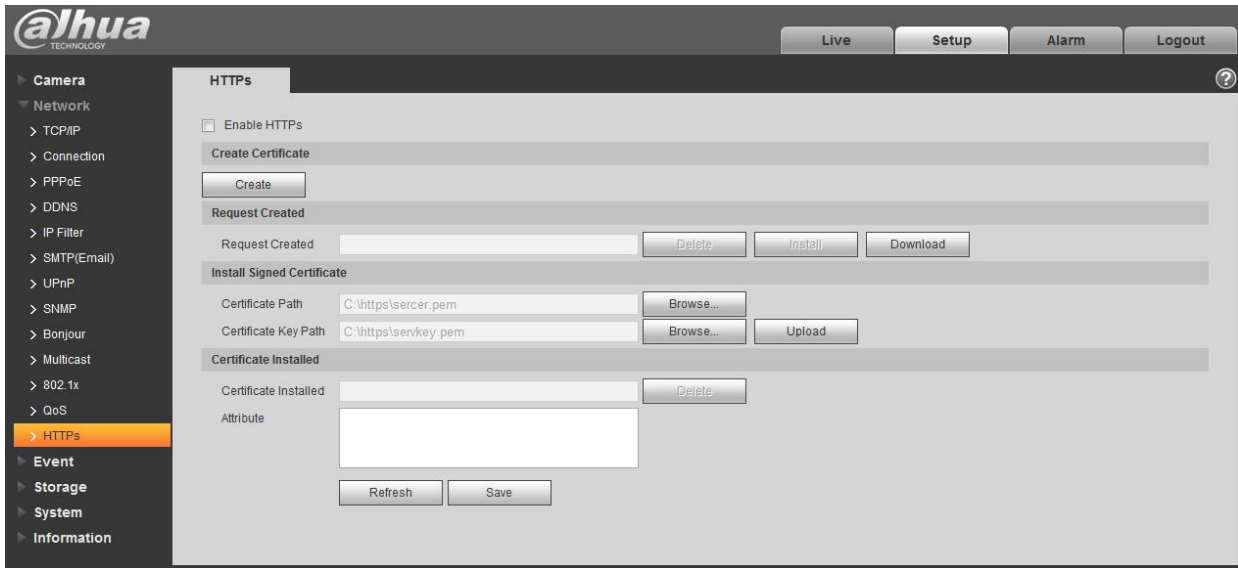 alhua
TECHNOLOGY
Live
Setup
Alarm
Logout
Camera
Network
> TCP/IP
> Connection
> PPPoE
> DDNS
> IP Filter
> SMTP(Email)
> UPnP
> SNMP
> Bonjour
> Multicast
> 802.1x
> QoS
> HTTPs
Event
Storage
System
Information
HTTPs
?
Enable HTTPs
Create Certificate
Create
Request Created
Request Created Delete Install Download
Install Signed Certificate
Certificate Path C:\https\sercer.pem Browse...
Certificate Key Path C:\https\servkey.pem Browse... Upload
Certificate Installed
Certificate Installed Delete
Attribute
Refresh Save